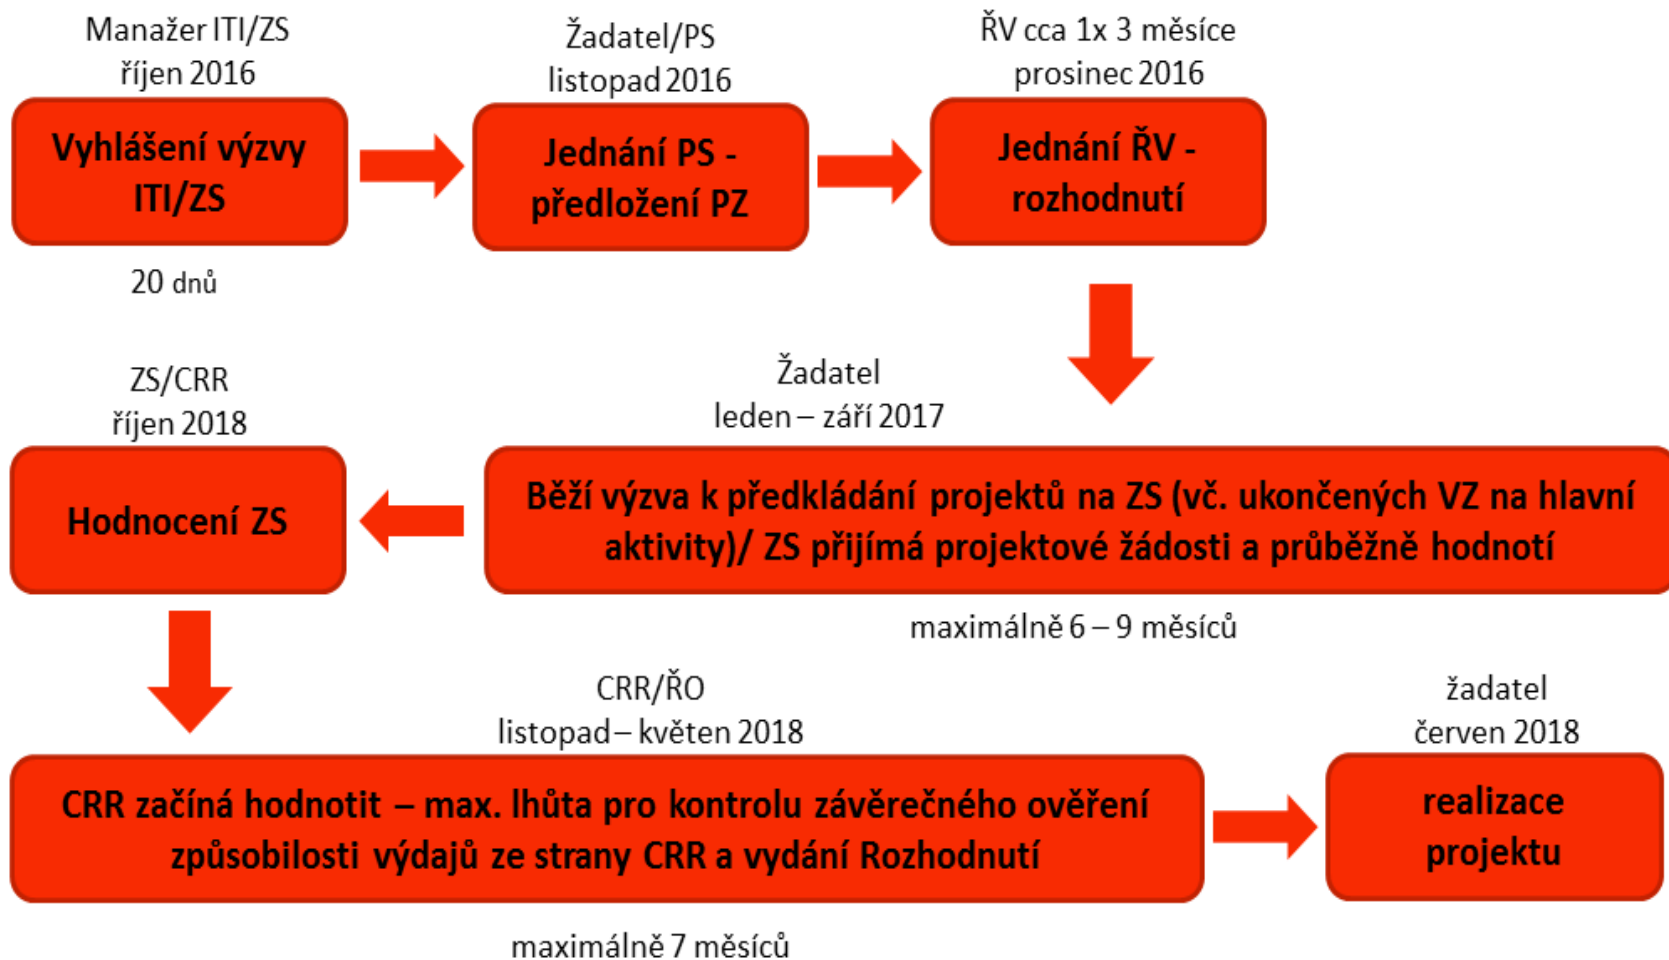 Manažer ITI/ZS
říjen 2016
Vyhlášení výzvy
ITI/ZS
20 dnů
Žadatel/PS
listopad 2016
Jednání PS -
předložení PZ
ŘV cca 1x 3 měsíce
prosinec 2016
Jednání ŘV -
rozhodnutí
Žadatel
leden – září 2017
Běží výzva k předkládání projektů na ZS (vč. ukončených VZ na hlavní
aktivity)/ ZS přijímá projektové žádosti a průběžně hodnotí
maximálně 6 – 9 měsíců
ZS/CRR
říjen 2018
Hodnocení ZS
CRR/ŘO
listopad – květen 2018
CRR začíná hodnotit – max. lhůta pro kontrolu závěrečného ověření
způsobilosti výdajů ze strany CRR a vydání Rozhodnutí
maximálně 7 měsíců
žadatel
červen 2018
realizace
projektu